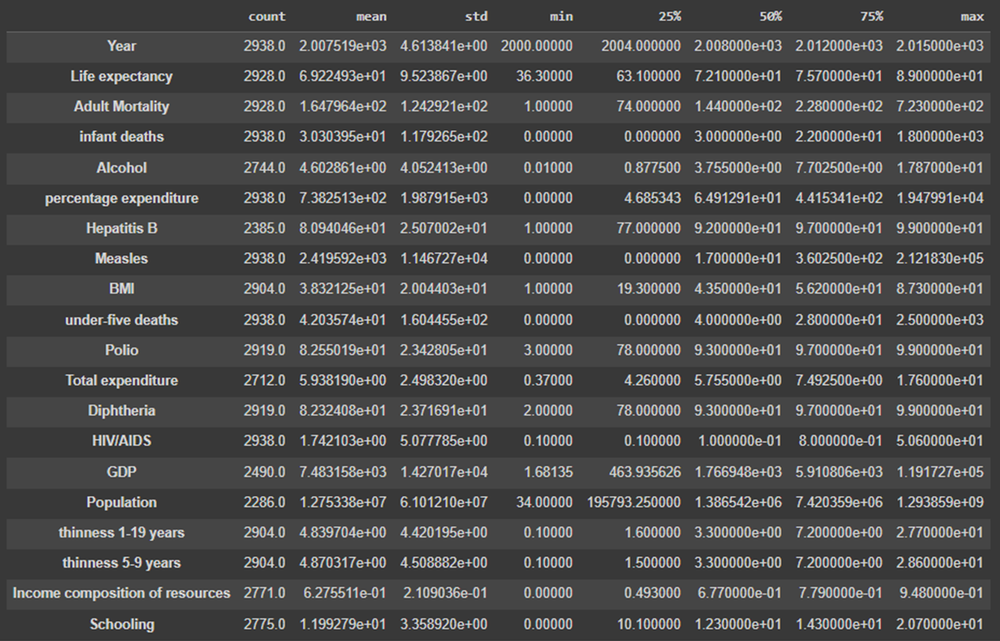 count mean std min 25% 50% 75% max
Year 2938.0 2.007519e+03 4.613841e+00 2000.00000 2004.000000 2.008000e+03 2.012000e+03 2.015000e+03
Life expectancy 2928.0 6.922493e+01 9.523867e+00 36.30000 63.100000 7.210000e+01 7.570000e+01 8.900000e+01
Adult Mortality 2928.0 1.647964e+02 1.242921e+02 1.00000 74.000000 1.440000e+02 2.280000e+02 7.230000e+02
infant deaths 2938.0 3.030395e+01 1.179265e+02 0.00000 0.000000 3.000000e+00 2.200000e+01 1.800000e+03
Alcohol 2744.0 4.602861e+00 4.052413e+00 0.01000 0.877500 3.755000e+00 7.702500e+00 1.787000e+01
percentage expenditure 2938.0 7.382513e+02 1.987915e+03 0.00000 4.685343 6.491291e+01 4.415341e+02 1.947991e+04
Hepatitis B 2385.0 8.094046e+01 2.507002e+01 1.00000 77.000000 9.200000e+01 9.700000e+01 9.900000e+01
Measles 2938.0 2.419592e+03 1.146727e+04 0.00000 0.000000 1.700000e+01 3.602500e+02 2.121830e+05
BMI 2904.0 3.832125e+01 2.004403e+01 1.00000 19.300000 4.350000e+01 5.620000e+01 8.730000e+01
under-five deaths 2938.0 4.203574e+01 1.604455e+02 0.00000 0.000000 4.000000e+00 2.800000e+01 2.500000e+03
Polio 2919.0 8.255019e+01 2.342805e+01 3.00000 78.000000 9.300000e+01 9.700000e+01 9.900000e+01
Total expenditure 2712.0 5.938190e+00 2.498320e+00 0.37000 4.260000 5.755000e+00 7.492500e+00 1.760000e+01
Diphtheria 2919.0 8.232408e+01 2.371691e+01 2.00000 78.000000 9.300000e+01 9.700000e+01 9.900000e+01
HIV/AIDS 2938.0 1.742103e+00 5.077785e+00 0.10000 0.100000 1.000000e-01 8.000000e-01 5.060000e+01
GDP 2490.0 7.483158e+03 1.427017e+04 1.68135 463.935626 1.766948e+03 5.910806e+03 1.191727e+05
Population 2286.0 1.275338e+07 6.101210e+07 34.00000 195793.250000 1.386542e+06 7.420359e+06 1.293859e+09
thinness 1-19 years 2904.0 4.839704e+00 4.420195e+00 0.10000 1.600000 3.300000e+00 7.200000e+00 2.770000e+01
thinness 5-9 years 2904.0 4.870317e+00 4.508882e+00 0.10000 1.500000 3.300000e+00 7.200000e+00 2.860000e+01
Income composition of resources 2771.0 6.275511e-01 2.109036e-01 0.00000 0.493000 6.770000e-01 7.790000e-01 9.480000e-01
Schooling 2775.0 1.199279e+01 3.358920e+00 0.00000 10.100000 1.230000e+01 1.430000e+01 2.070000e+01